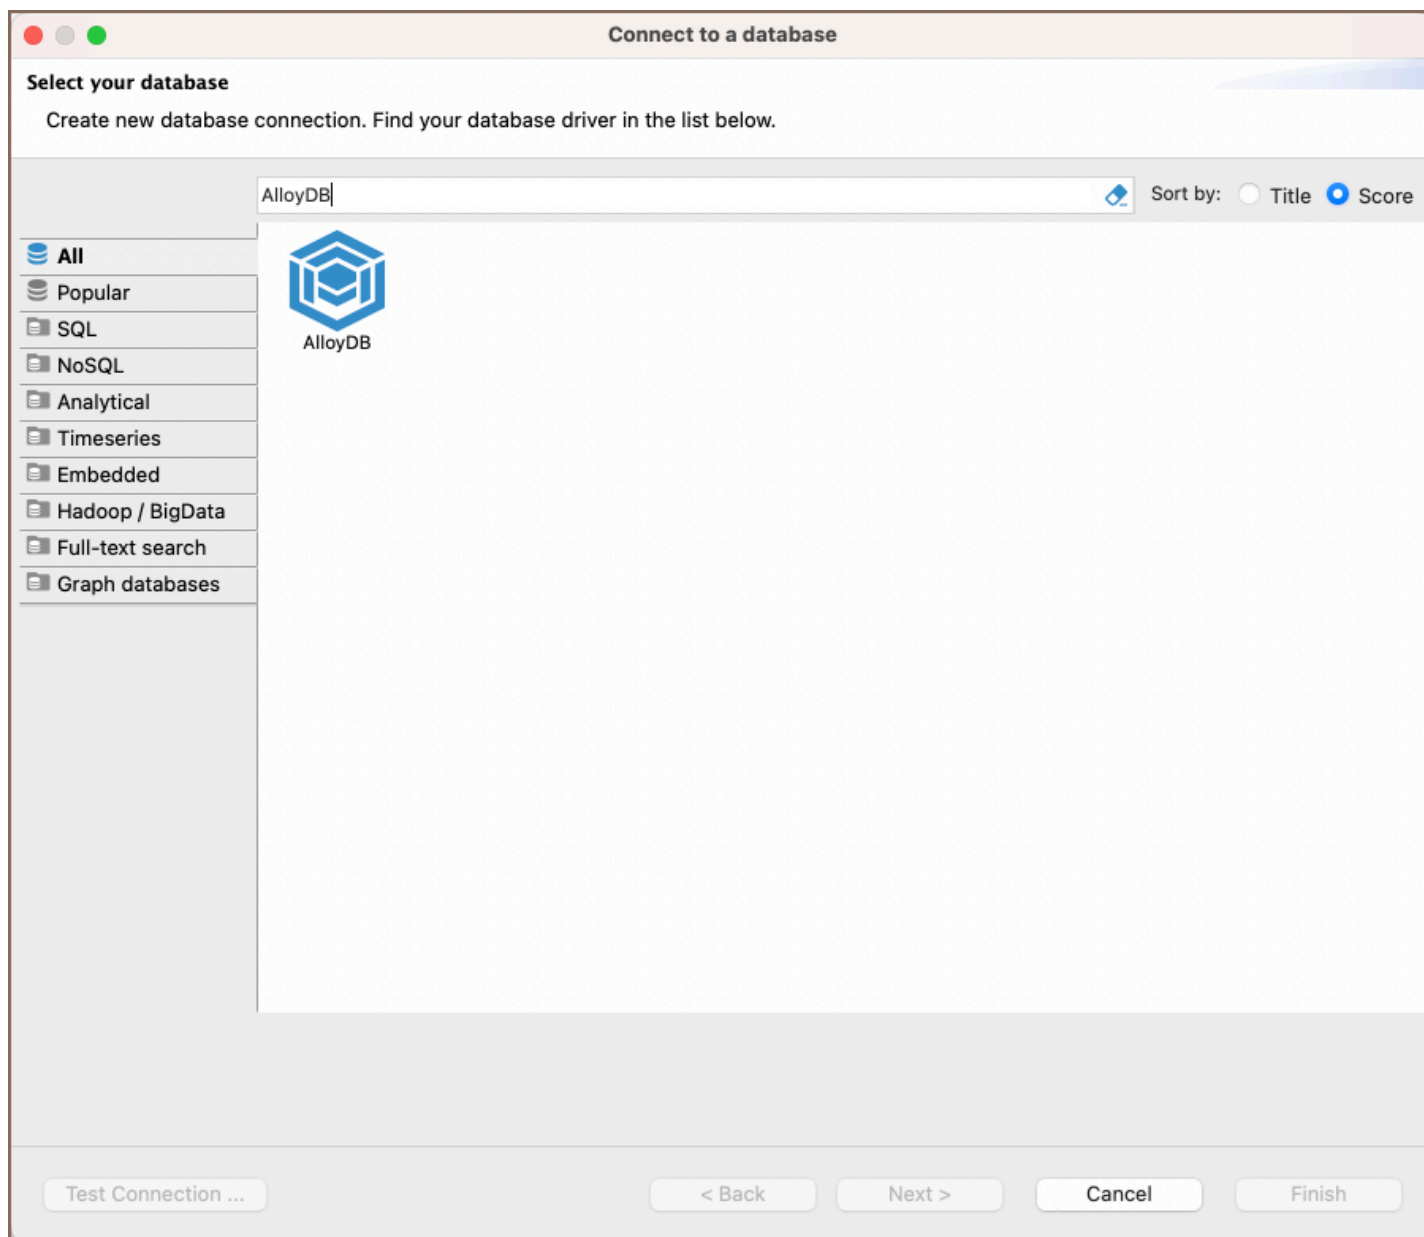 Connect to a database
Select your database
Create new database connection. Find your database driver in the list below.
AlloyDB Sort by: Title Score
All
Popular
SQL
NoSQL
Analytical
Timeseries
Embedded
Hadoop / BigData
Full-text search
Graph databases
AlloyDB
Test Connection ... < Back Next > Cancel Finish